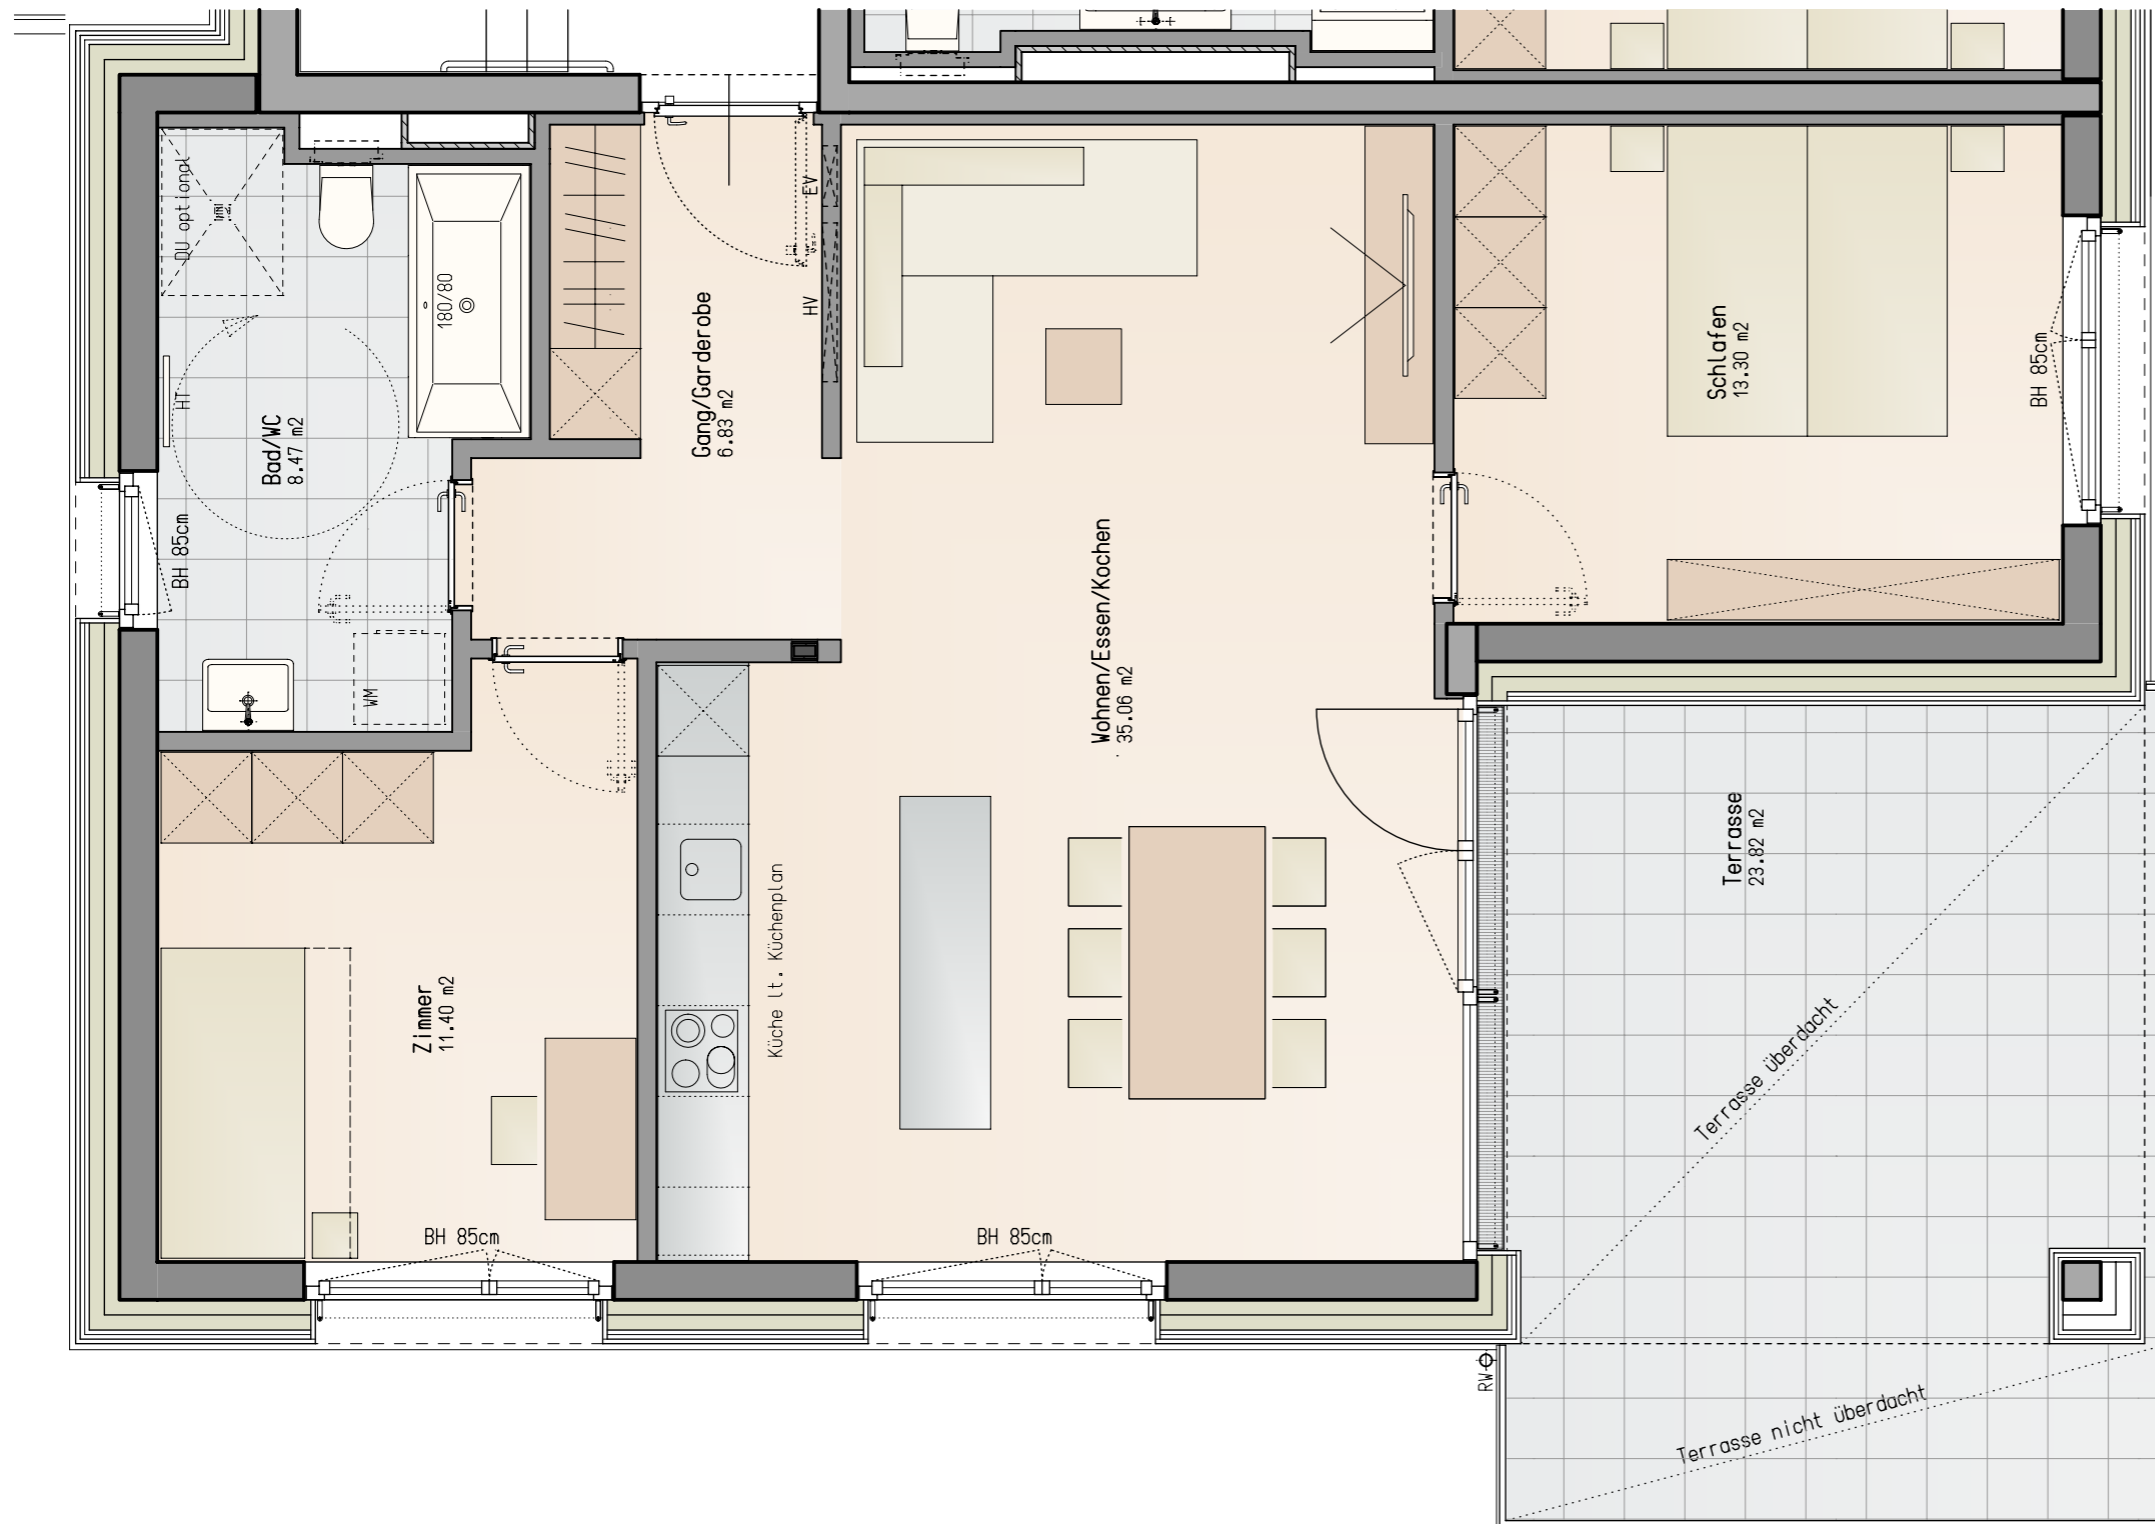 DU optional
180/80
HT
Bad/WC
8.47 m2
BH 85cm
WM
EV
HV
Gang/Garderobe
6.83 m2
Schlafen
13.30 m2
BH 85cm
Wohnen/Essen/Kochen
35.06 m2
Küche lt. Küchenplan
Zimmer
11.40 m2
BH 85cm
BH 85cm
Terrasse
23.82 m2
Terrasse überdacht
RW
Terrasse nicht überdacht